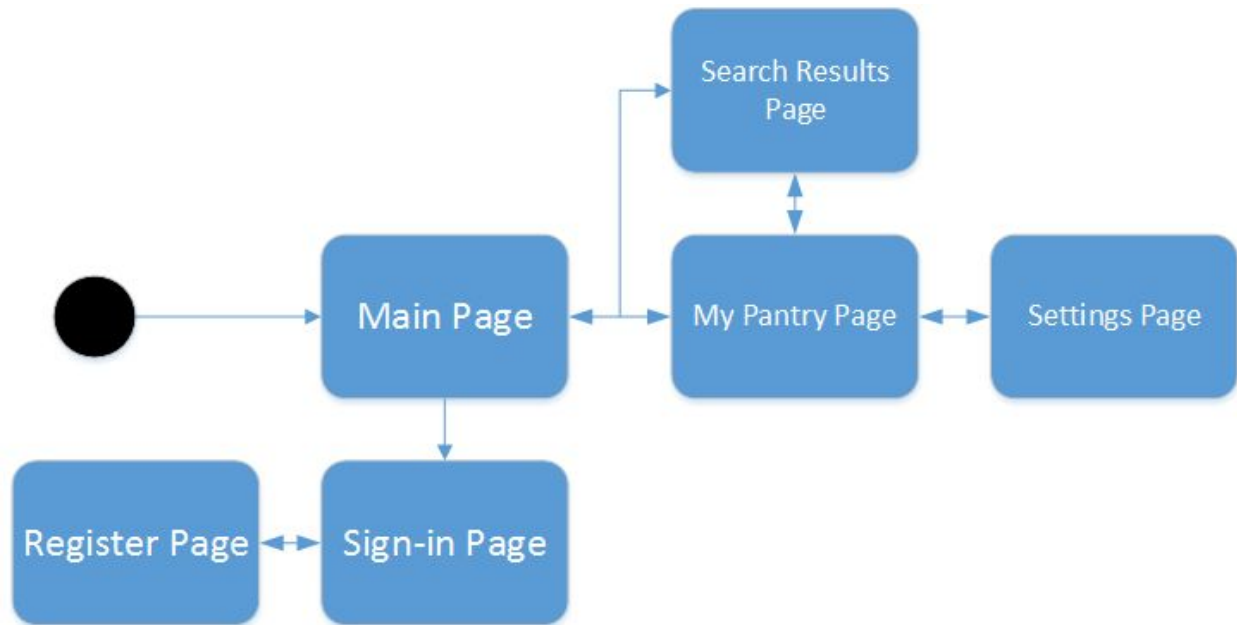 Search Results
Page
Main Page
My Pantry Page
Settings Page
Register Page
Sign-in Page